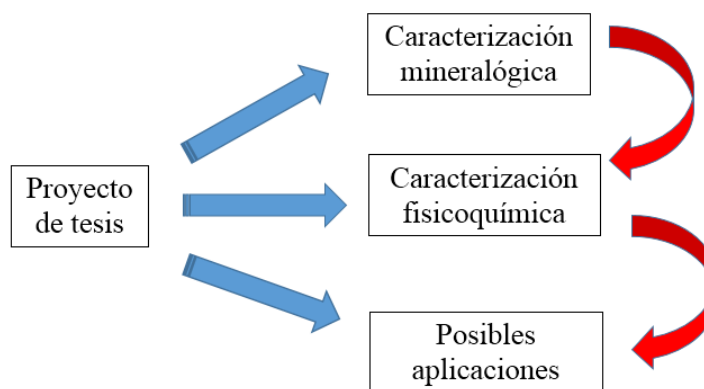 Caracterización
mineralógica
Proyecto
de tesis
Caracterización
fisicoquímica
Posibles
aplicaciones